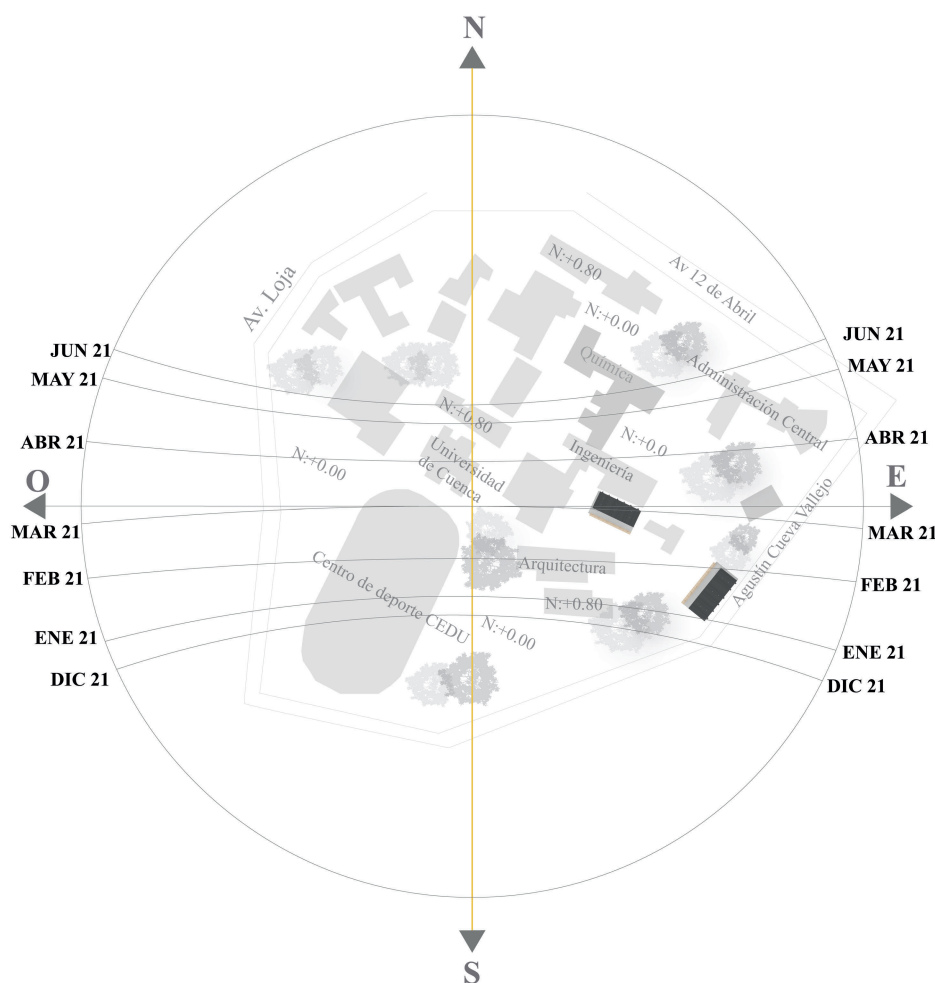 N
Av. Loja
N:+0.80
Av 12 de Abril
N:+0.00
Química
Administración Central
JUN 21
JUN 21
MAY 21
MAY 21
N:+0.80
N:+0.0
ABR 21
ABR 21
Universidad
de Cuenca
Ingeniería
N:+0.00
O
E
MAR 21
MAR 21
Agustín Cueva Vallejo
Arquitectura
FEB 21
FEB 21
Centro de deporte CEDU
N:+0.80
N:+0.00
ENE 21
ENE 21
DIC 21
DIC 21
S